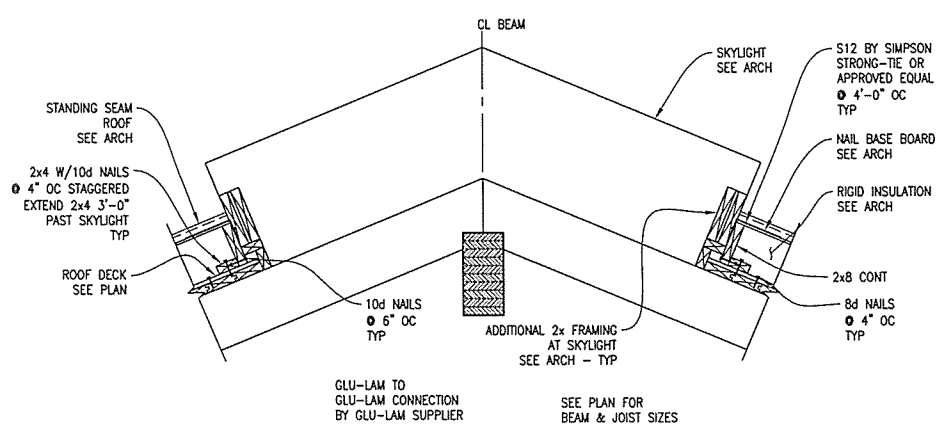 CL BEAM
SKYLIGHT
SEE ARCH
S12 BY SIMPSON
STRONG-TIE OR
APPROVED EQUAL
@ 4'-0" OC
TYP
STANDING SEAM
ROOF
SEE ARCH
NAIL BASE BOARD
SEE ARCH
2x4 W/10d NAILS
@ 4" OC STAGGERED
EXTEND 2x4 3'-0"
PAST SKYLIGHT
TYP
RIGID INSULATION
SEE ARCH
ROOF DECK
SEE PLAN
2x8 CONT
10d NAILS
@ 6" OC
TYP
8d NAILS
@ 4" OC
TYP
ADDITIONAL 2x FRAMING
AT SKYLIGHT
SEE ARCH - TYP
GLU-LAM TO
GLU-LAM CONNECTION
BY GLU-LAM SUPPLIER
SEE PLAN FOR
BEAM & JOIST SIZES